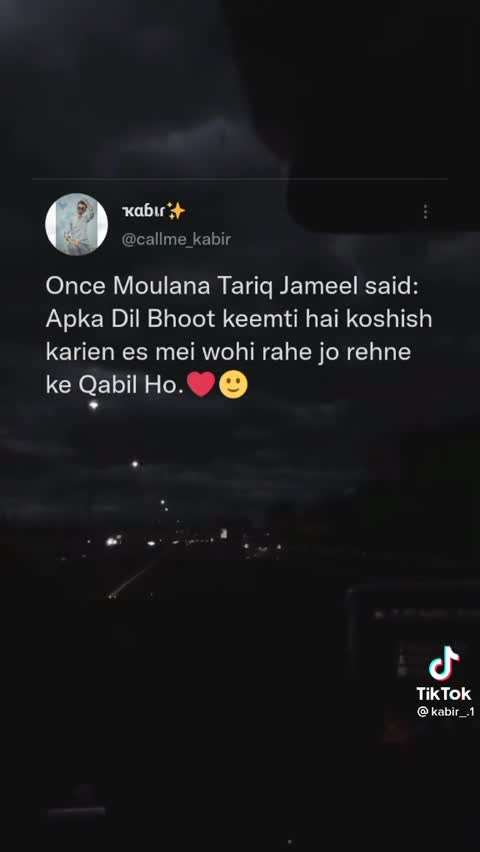 ƙαɓιɾ✨
@callme_kabir
Once Moulana Tariq Jameel said:
Apka Dil Bhoot keemti hai koshish
karien es mei wohi rahe jo rehne
ke Qabil Ho.❤️🙂
TikTok
@kabir_.1